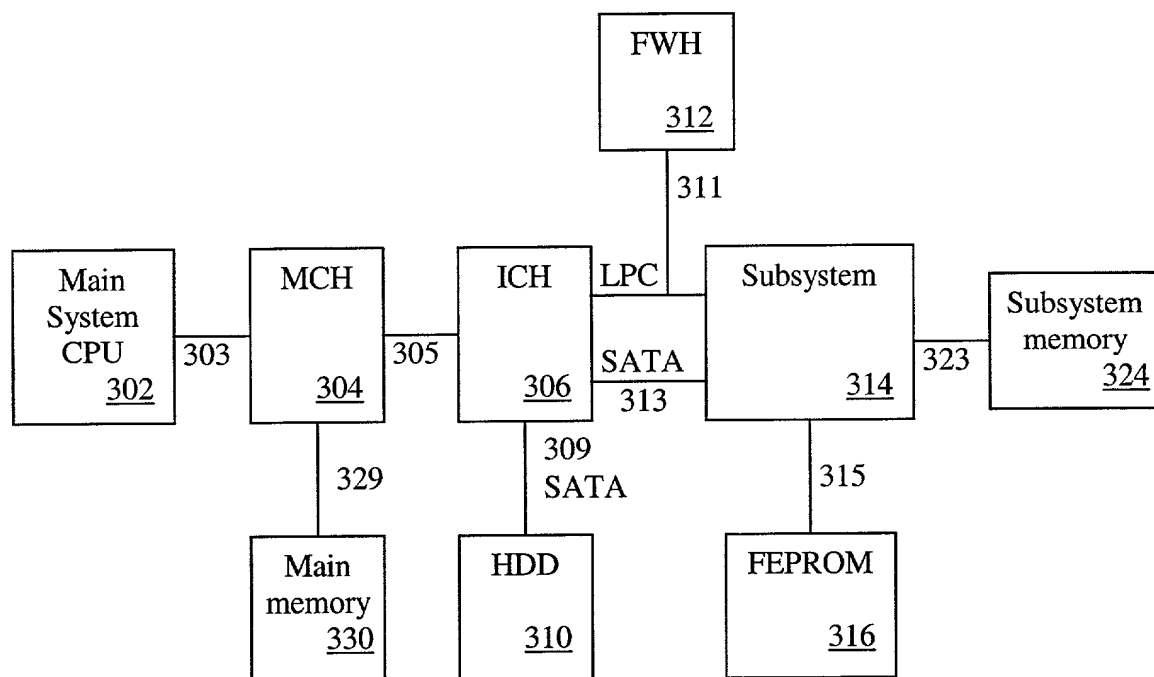 FWH
312
311
Main
System
CPU
302
303
MCH
304
305
ICH
306
LPC
SATA
313
Subsystem
314
323
Subsystem
memory
324
329
309
SATA
315
Main
memory
330
HDD
310
FEPROM
316